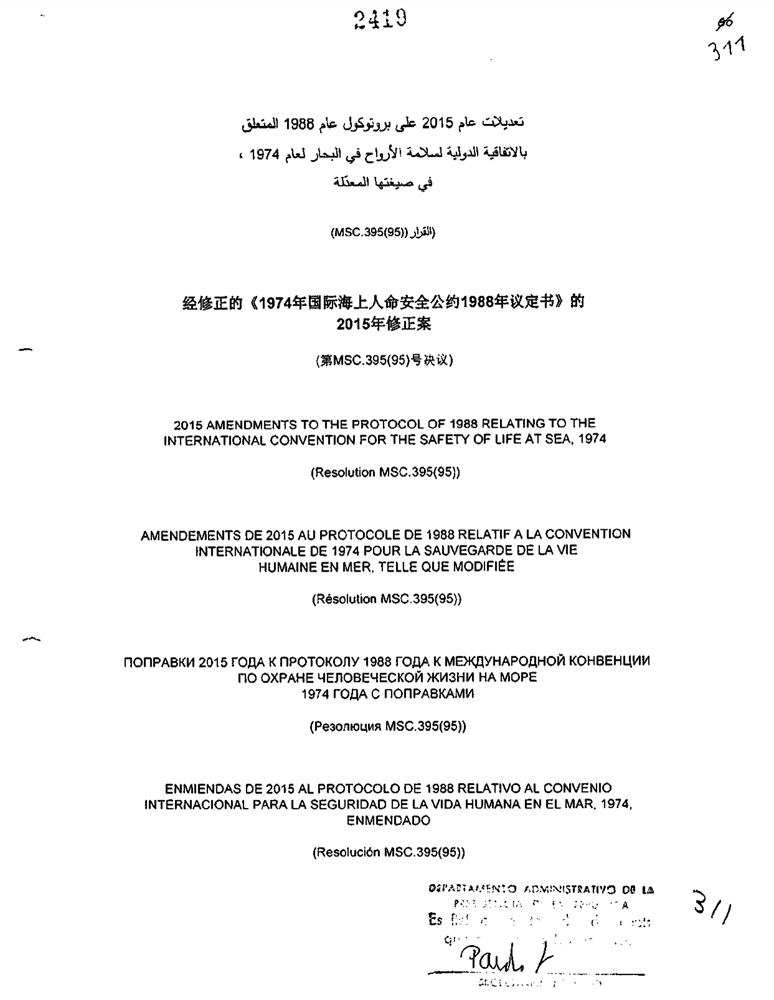 2419
311
تعديلات عام 2015 على بروتوكول عام 1988 المتعلق
بالاتفاقية الدولية لسلامة الأرواح في البحار لعام 1974 ،
في صيغتها المعدّلة
(القرار (MSC.395(95))
经修正的《1974年国际海上人命安全公约1988年议定书》的
2015年修正案
(第MSC.395(95)号决议)
2015 AMENDMENTS TO THE PROTOCOL OF 1988 RELATING TO THE
INTERNATIONAL CONVENTION FOR THE SAFETY OF LIFE AT SEA, 1974
(Resolution MSC.395(95))
AMENDEMENTS DE 2015 AU PROTOCOLE DE 1988 RELATIF A LA CONVENTION
INTERNATIONALE DE 1974 POUR LA SAUVEGARDE DE LA VIE
HUMAINE EN MER, TELLE QUE MODIFIÉE
(Résolution MSC.395(95))
ПОПРАВКИ 2015 ГОДА К ПРОТОКОЛУ 1988 ГОДА К МЕЖДУНАРОДНОЙ КОНВЕНЦИИ
ПО ОХРАНЕ ЧЕЛОВЕЧЕСКОЙ ЖИЗНИ НА МОРЕ
1974 ГОДА С ПОПРАВКАМИ
(Резолюция MSC.395(95))
ENMIENDAS DE 2015 AL PROTOCOLO DE 1988 RELATIVO AL CONVENIO
INTERNACIONAL PARA LA SEGURIDAD DE LA VIDA HUMANA EN EL MAR, 1974,
ENMENDADO
(Resolución MSC.395(95))
DEPARTAMENTO ADMINISTRATIVO DE LA
Es
311